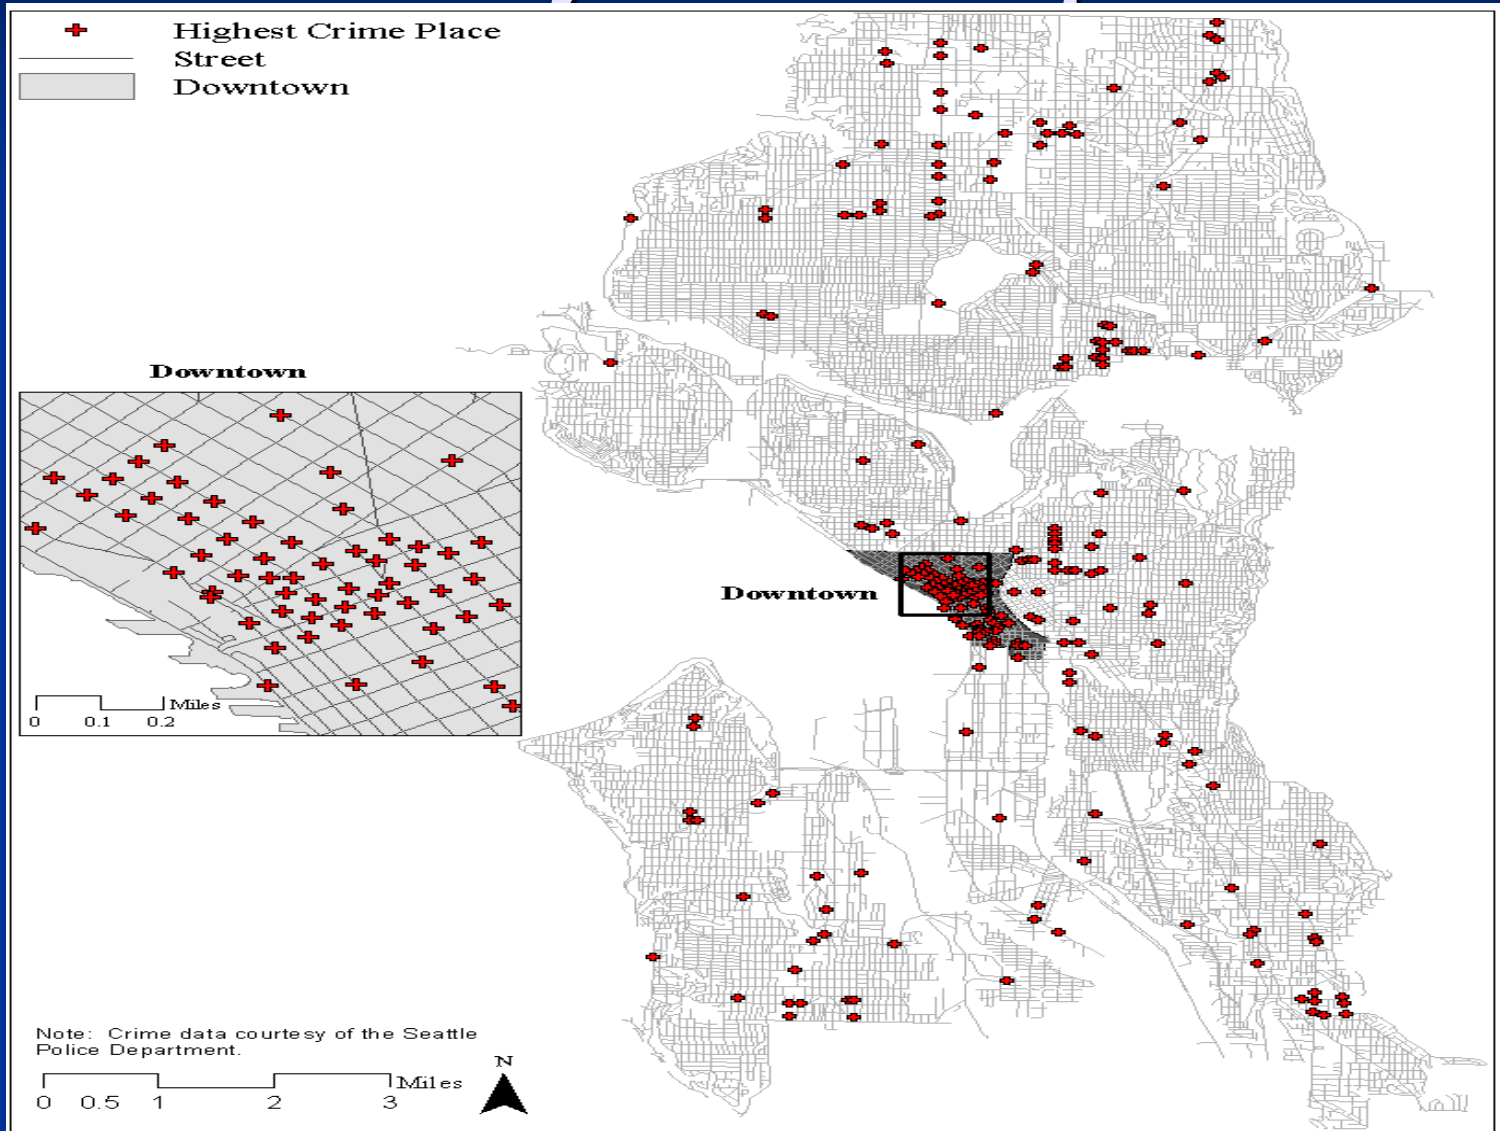 Highest Crime Place
Street
Downtown
Downtown
Miles
0 0.1 0.2
Downtown
Note: Crime data courtesy of the Seattle
Police Department.
N
Miles
0 0.5 1 2 3